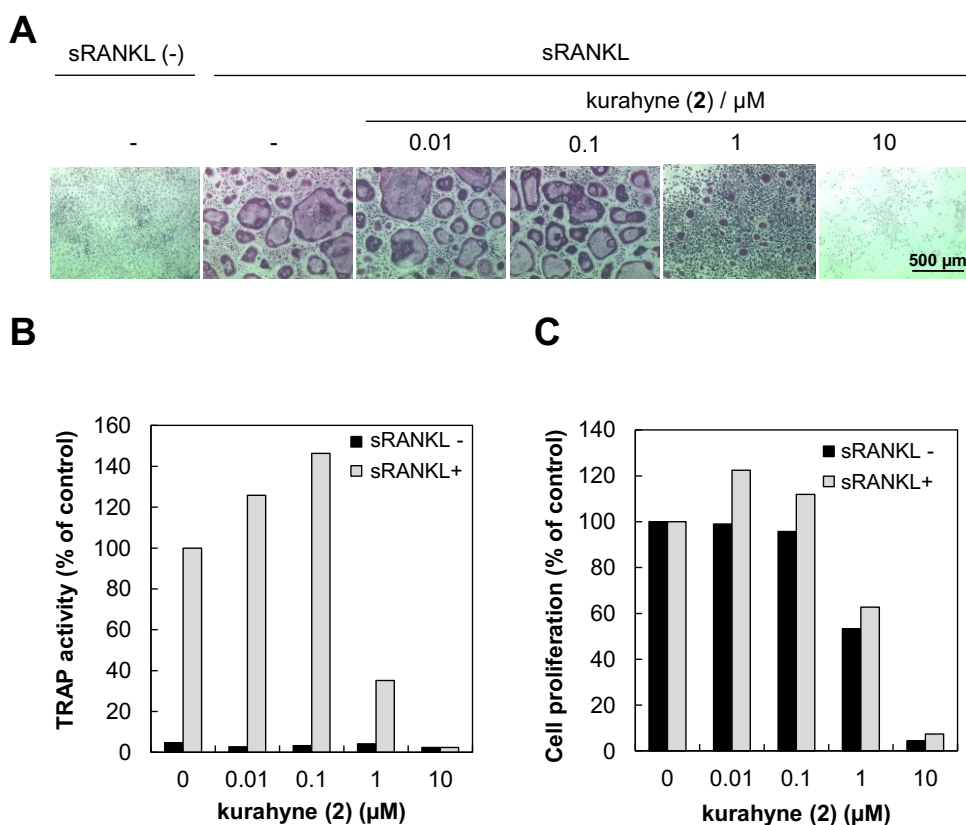 A
sRANKL (-) sRANKL
kurahyne (2) / μM
- - 0.01 0.1 1 10
500 μm
B
TRAP activity (% of control)
160
140
120
100
80
60
40
20
0
sRANKL -
sRANKL+
0 0.01 0.1 1 10
kurahyne (2) (μM)
C
Cell proliferation (% of control)
140
120
100
80
60
40
20
0
sRANKL -
sRANKL+
0 0.01 0.1 1 10
kurahyne (2) (μM)